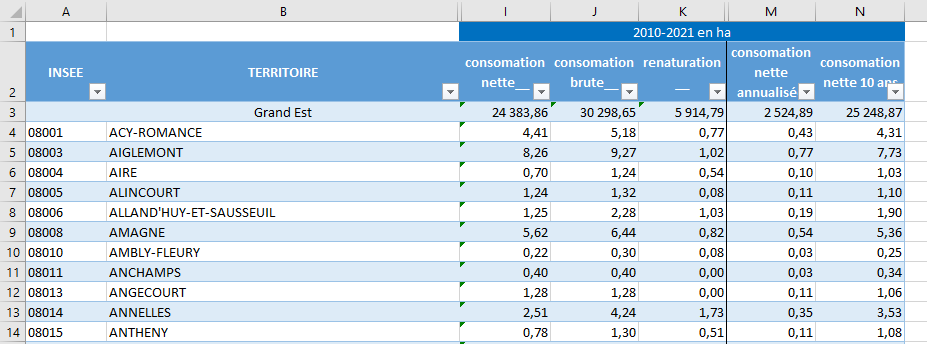 A B I J K M N
1 2010-2021 en ha
2 INSEE TERRITOIRE consomation nette__ consomation brute__ renaturation __ consomation nette annualisé consomation nette 10 ans
3 Grand Est 24 383,86 30 298,65 5 914,79 2 524,89 25 248,87
4 08001 ACY-ROMANCE 4,41 5,18 0,77 0,43 4,31
5 08003 AIGLEMONT 8,26 9,27 1,02 0,77 7,73
6 08004 AIRE 0,70 1,24 0,54 0,10 1,03
7 08005 ALINCOURT 1,24 1,32 0,08 0,11 1,10
8 08006 ALLAND'HUY-ET-SAUSSEUIL 1,25 2,28 1,03 0,19 1,90
9 08008 AMAGNE 5,62 6,44 0,82 0,54 5,36
10 08010 AMBLY-FLEURY 0,22 0,30 0,08 0,03 0,25
11 08011 ANCHAMPS 0,40 0,40 0,00 0,03 0,34
12 08013 ANGECOURT 1,28 1,28 0,00 0,11 1,06
13 08014 ANNELLES 2,51 4,24 1,73 0,35 3,53
14 08015 ANTHENY 0,78 1,30 0,51 0,11 1,08